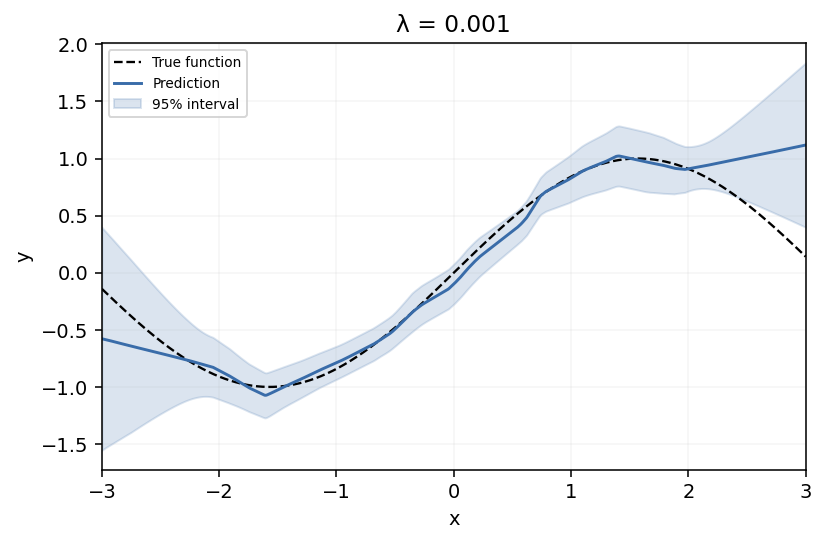 λ = 0.001
True function
Prediction
95% interval
y
2.0
1.5
1.0
0.5
0.0
−0.5
−1.0
−1.5
−3 −2 −1 0 1 2 3
x